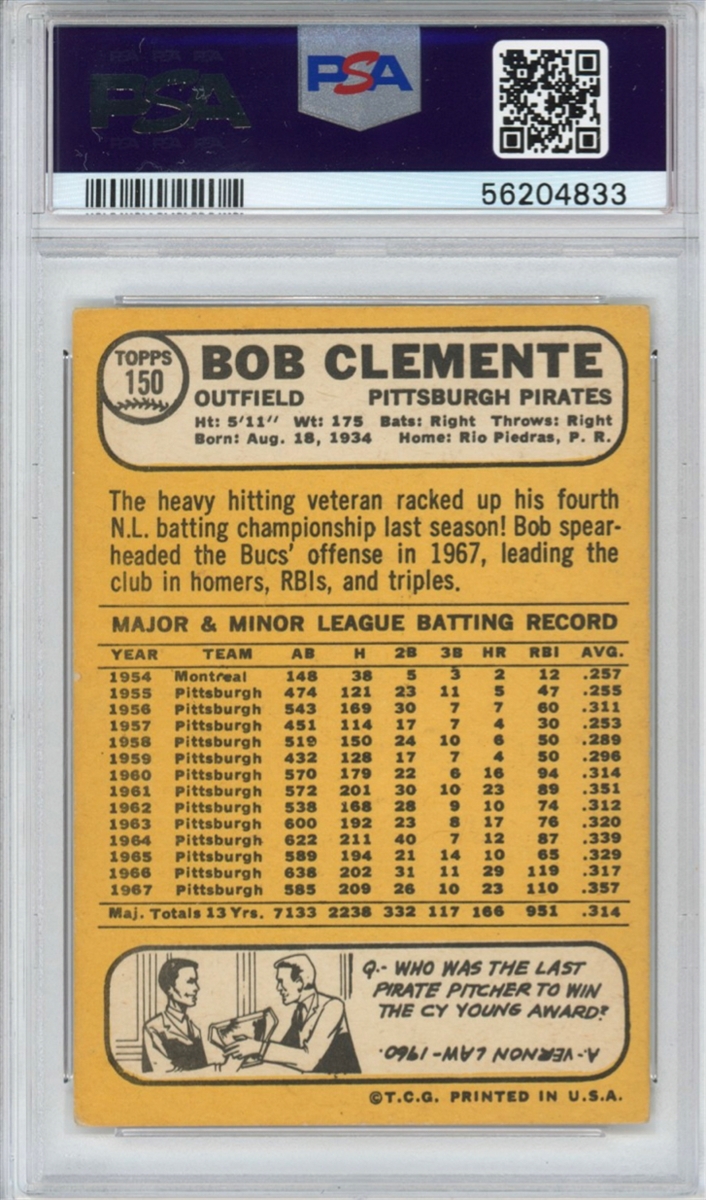 PSA
PSA
56204833
TOPPS
150
BOB CLEMENTE
OUTFIELD PITTSBURGH PIRATES
Ht: 5'11" Wt: 175 Bats: Right Throws: Right
Born: Aug. 18, 1934 Home: Rio Piedras, P. R.
The heavy hitting veteran racked up his fourth
N.L. batting championship last season! Bob spear-
headed the Bucs' offense in 1967, leading the
club in homers, RBIs, and triples.
MAJOR & MINOR LEAGUE BATTING RECORD
YEAR TEAM AB H 2B 3B HR RBI AVG.
1954 Montreal 148 38 5 3 2 12 .257
1955 Pittsburgh 474 121 23 11 5 47 .255
1956 Pittsburgh 543 169 30 7 7 60 .311
1957 Pittsburgh 451 114 17 7 4 30 .253
1958 Pittsburgh 519 150 24 10 6 50 .289
1959 Pittsburgh 432 128 17 7 4 50 .296
1960 Pittsburgh 570 179 22 6 16 94 .314
1961 Pittsburgh 572 201 30 10 23 89 .351
1962 Pittsburgh 538 168 28 9 10 74 .312
1963 Pittsburgh 600 192 23 8 17 76 .320
1964 Pittsburgh 622 211 40 7 12 87 .339
1965 Pittsburgh 589 194 21 14 10 65 .329
1966 Pittsburgh 638 202 31 11 29 119 .317
1967 Pittsburgh 585 209 26 10 23 110 .357
Maj. Totals 13 Yrs. 7133 2238 332 117 166 951 .314
Q.- WHO WAS THE LAST
PIRATE PITCHER TO WIN
THE CY YOUNG AWARD?
A-VERNON LAW-1960.
©T.C.G. PRINTED IN U.S.A.